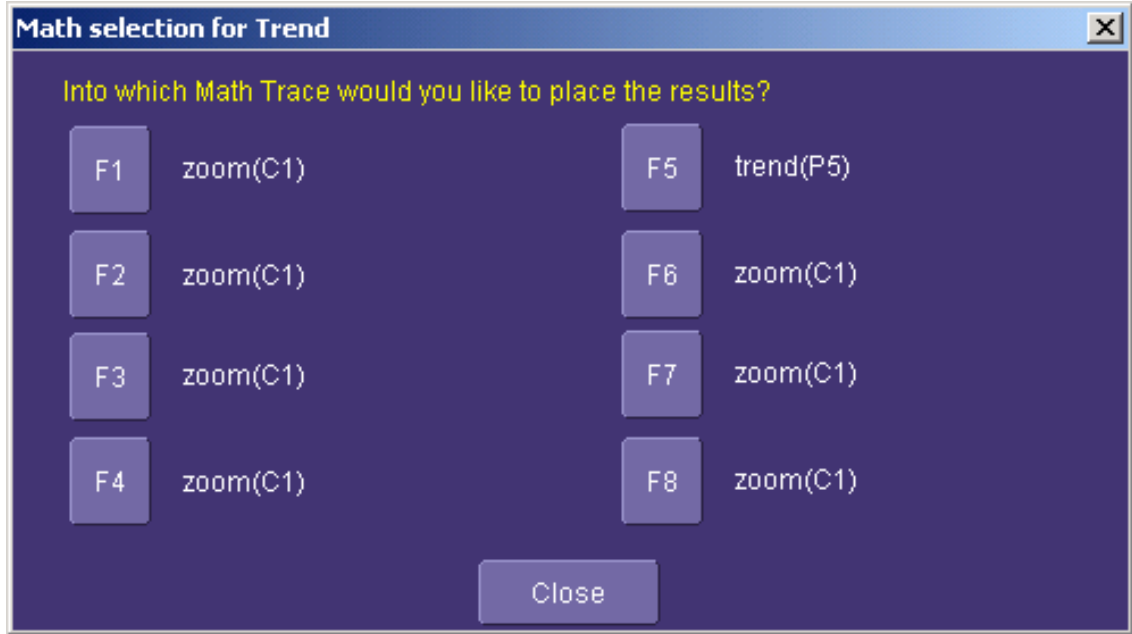 Math selection for Trend
Into which Math Trace would you like to place the results?
F1 zoom(C1) F5 trend(P5)
F2 zoom(C1) F6 zoom(C1)
F3 zoom(C1) F7 zoom(C1)
F4 zoom(C1) F8 zoom(C1)
Close